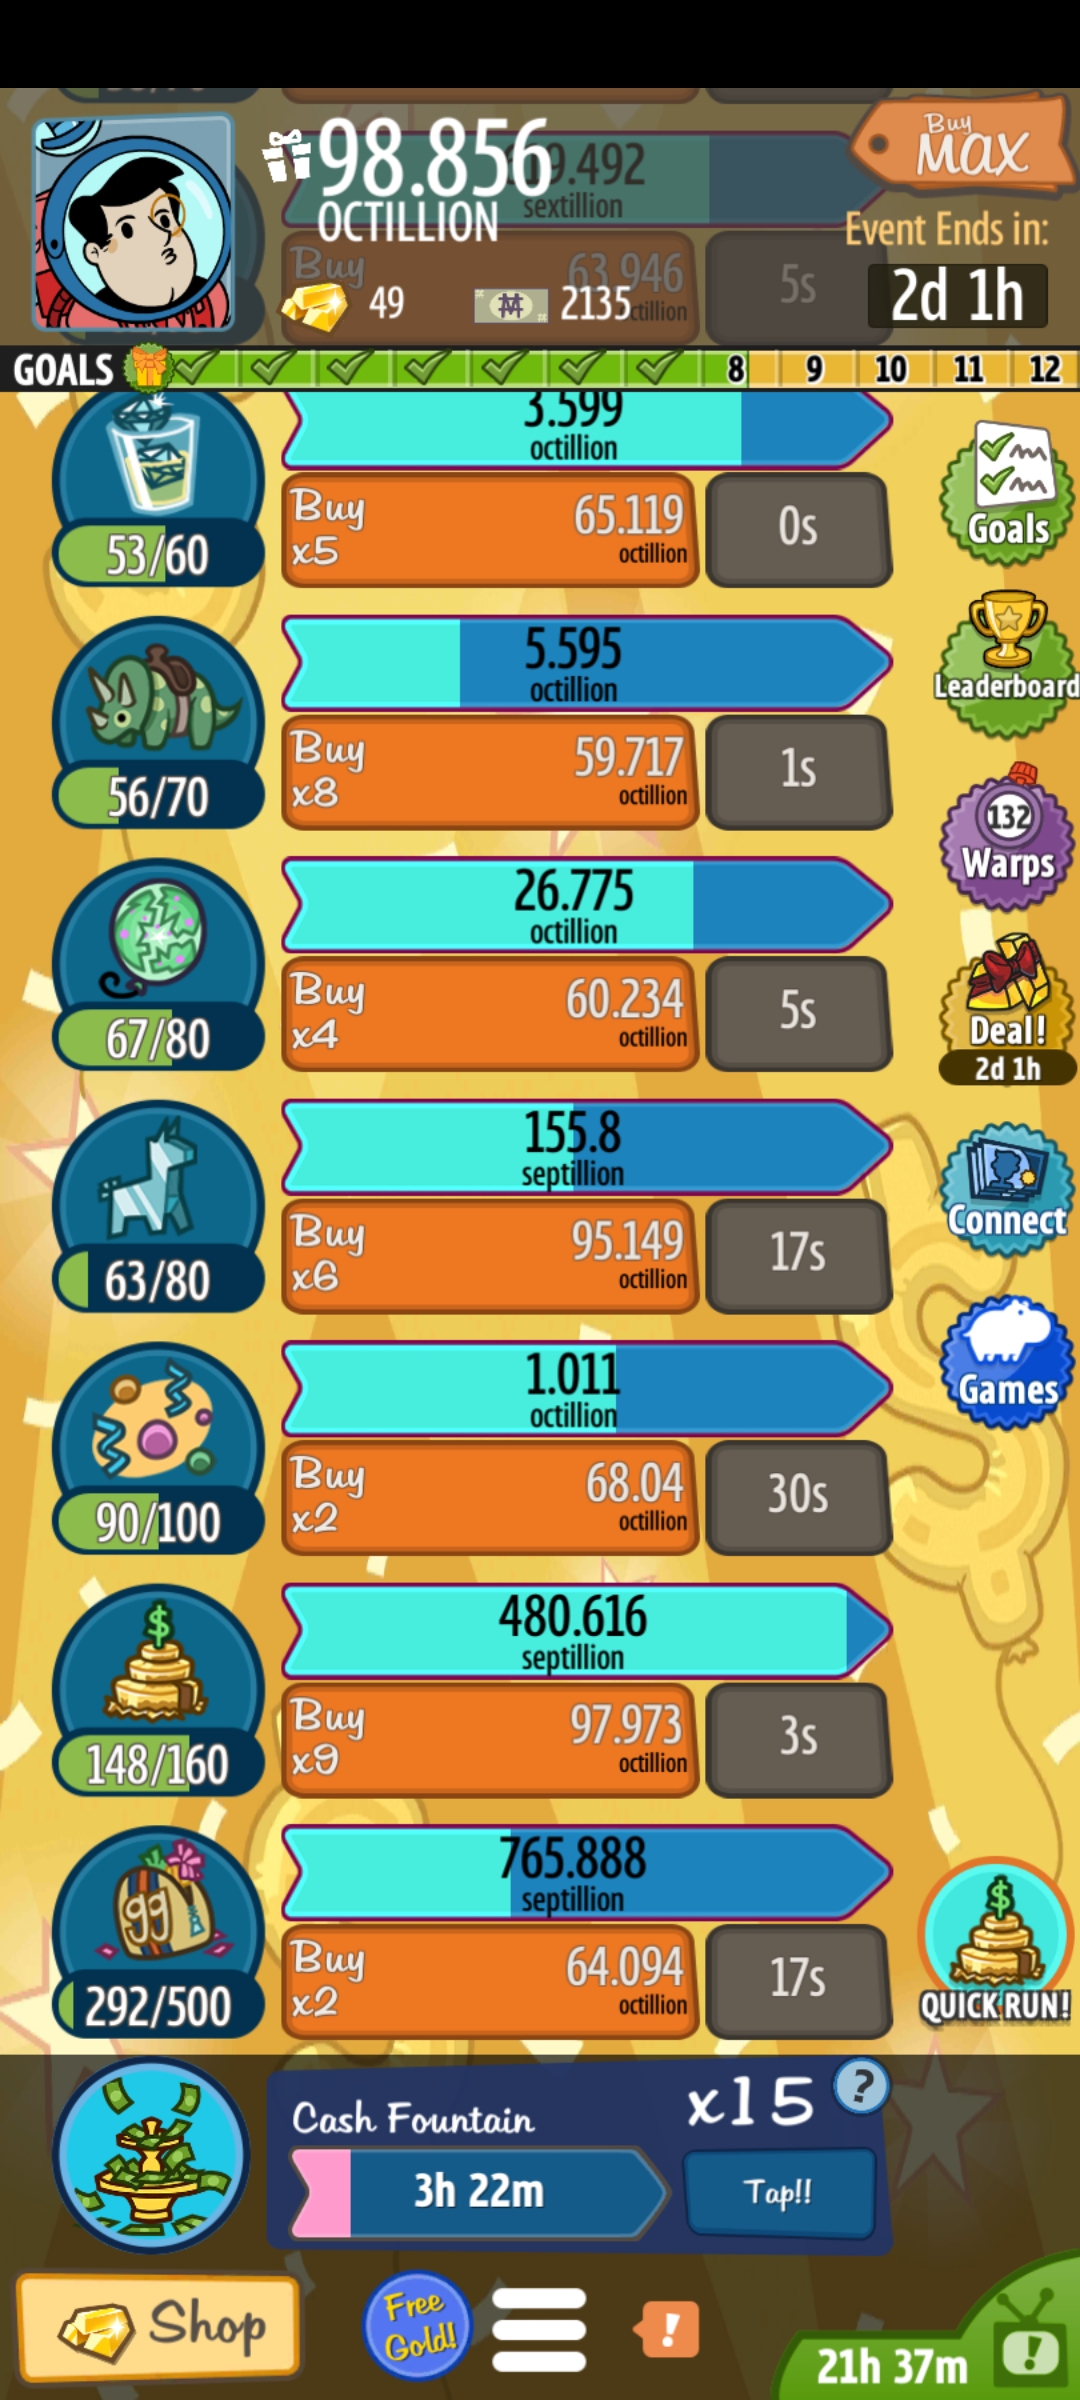 98.856
OCTILLION
sextillion
Buy
MAX
Event Ends in:
2d 1h
Buy
63.946
5s
49
2135
GOALS
8
9
10
11
12
3.599
octillion
53/60
Buy
x5
65.119
octillion
0s
Goals
5.595
octillion
56/70
Buy
x8
59.717
octillion
1s
Leaderboard
132
Warps
26.775
octillion
67/80
Buy
x4
60.234
octillion
5s
Deal!
2d 1h
155.8
septillion
63/80
Buy
x6
95.149
octillion
17s
Connect
1.011
octillion
90/100
Buy
x2
68.04
octillion
30s
Games
$
480.616
septillion
148/160
Buy
x9
97.973
octillion
3s
99
765.888
septillion
292/500
Buy
x2
64.094
octillion
17s
$
QUICK RUN!
Cash Fountain
x15
?
3h 22m
Tap!!
Shop
Free
Gold!
!
21h 37m
!